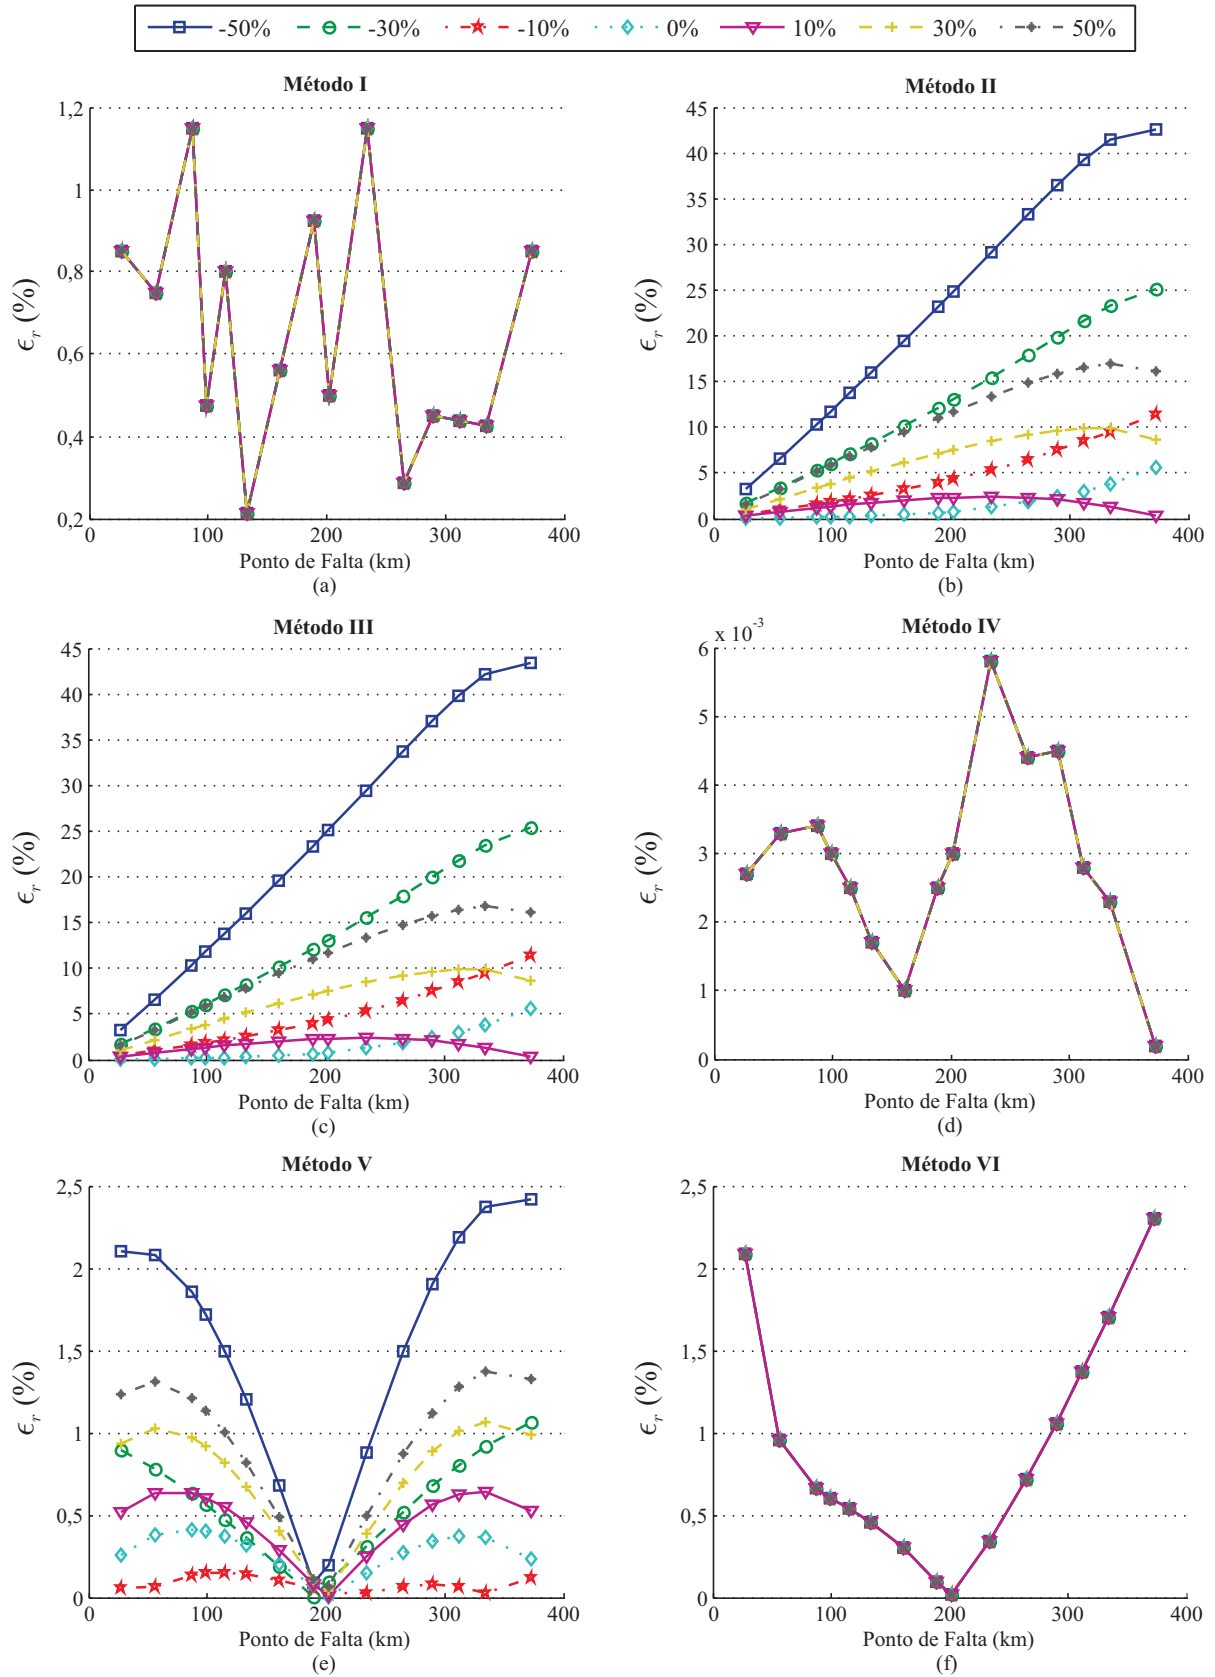 -50% -30% -10% 0% 10% 30% 50%
Método I
1,2
1
0,8
0,6
0,4
0,2
0 100 200 300 400
ϵr (%)
Ponto de Falta (km)
(a)
Método II
45
40
35
30
25
20
15
10
5
0
0 100 200 300 400
ϵr (%)
Ponto de Falta (km)
(b)
Método III
45
40
35
30
25
20
15
10
5
0
0 100 200 300 400
ϵr (%)
Ponto de Falta (km)
(c)
Método IV
x 10-3
6
5
4
3
2
1
0
0 100 200 300 400
ϵr (%)
Ponto de Falta (km)
(d)
Método V
2,5
2
1,5
1
0,5
0
0 100 200 300 400
ϵr (%)
Ponto de Falta (km)
(e)
Método VI
2,5
2
1,5
1
0,5
0
0 100 200 300 400
ϵr (%)
Ponto de Falta (km)
(f)